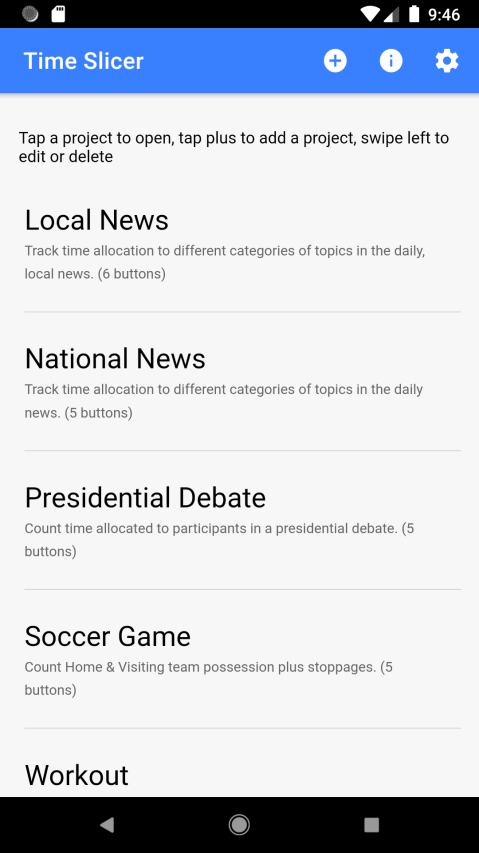 9:46
Time Slicer
Tap a project to open, tap plus to add a project, swipe left to
edit or delete
Local News
Track time allocation to different categories of topics in the daily,
local news. (6 buttons)
National News
Track time allocation to different categories of topics in the daily
news. (5 buttons)
Presidential Debate
Count time allocated to participants in a presidential debate. (5
buttons)
Soccer Game
Count Home & Visiting team possession plus stoppages. (5
buttons)
Workout